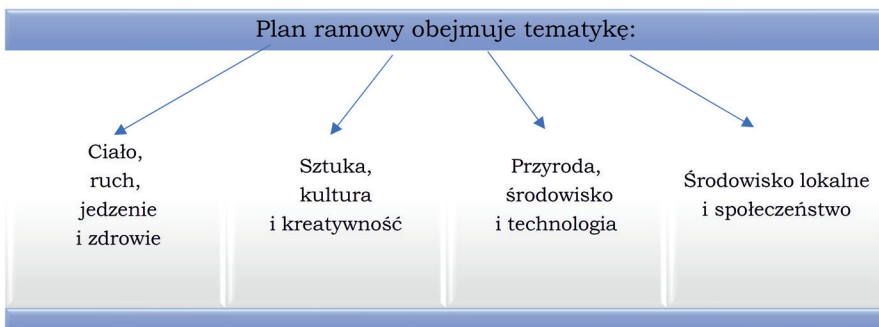 Plan ramowy obejmuje tematykę:
Ciało,
ruch,
jedzenie
i zdrowie
Sztuka,
kultura
i kreatywność
Przyroda,
środowisko
i technologia
Środowisko lokalne
i społeczeństwo